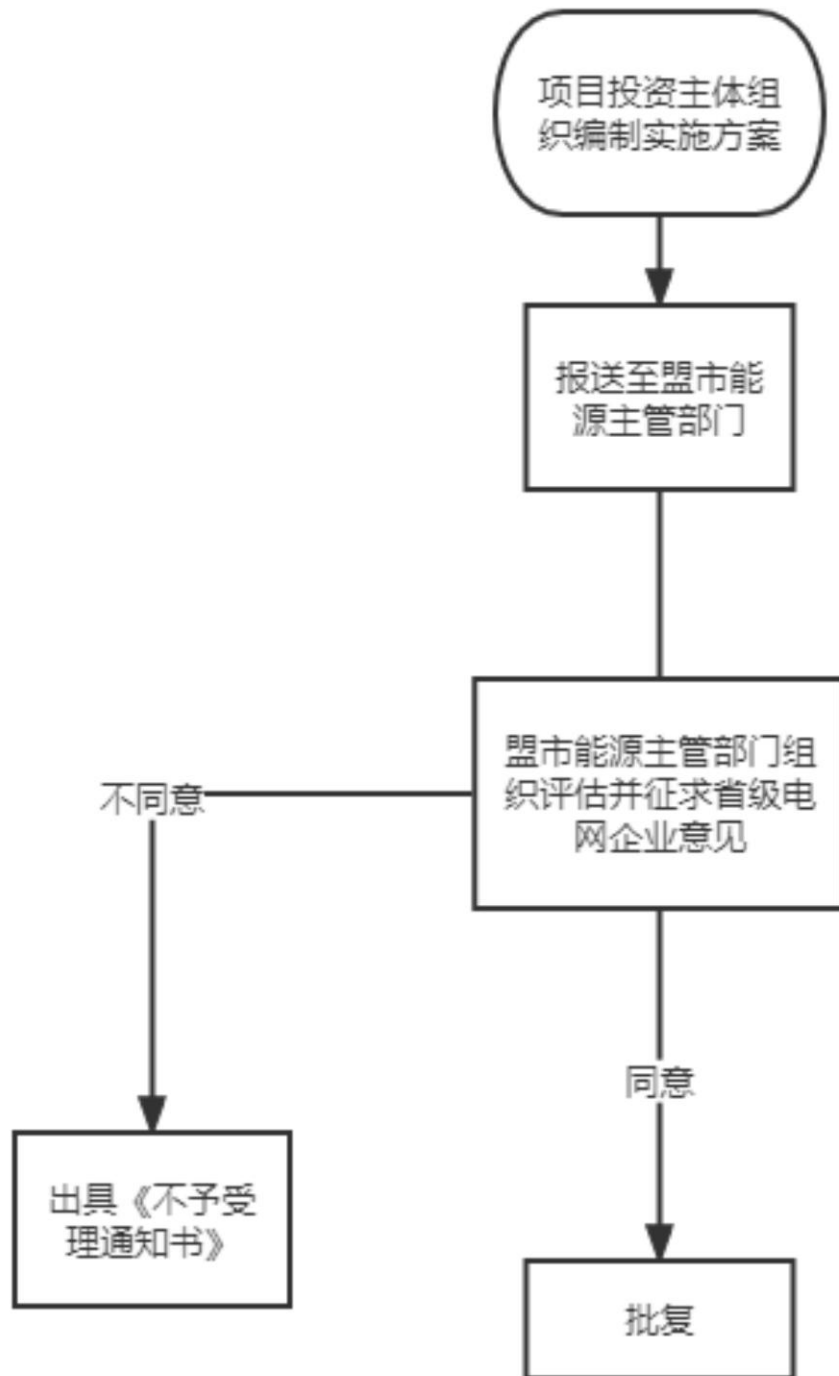 项目投资主体组
织编制实施方案
报送至盟市能
源主管部门
盟市能源主管部门组
织评估并征求省级电
网企业意见
不同意
同意
出具《不予受
理通知书》
批复